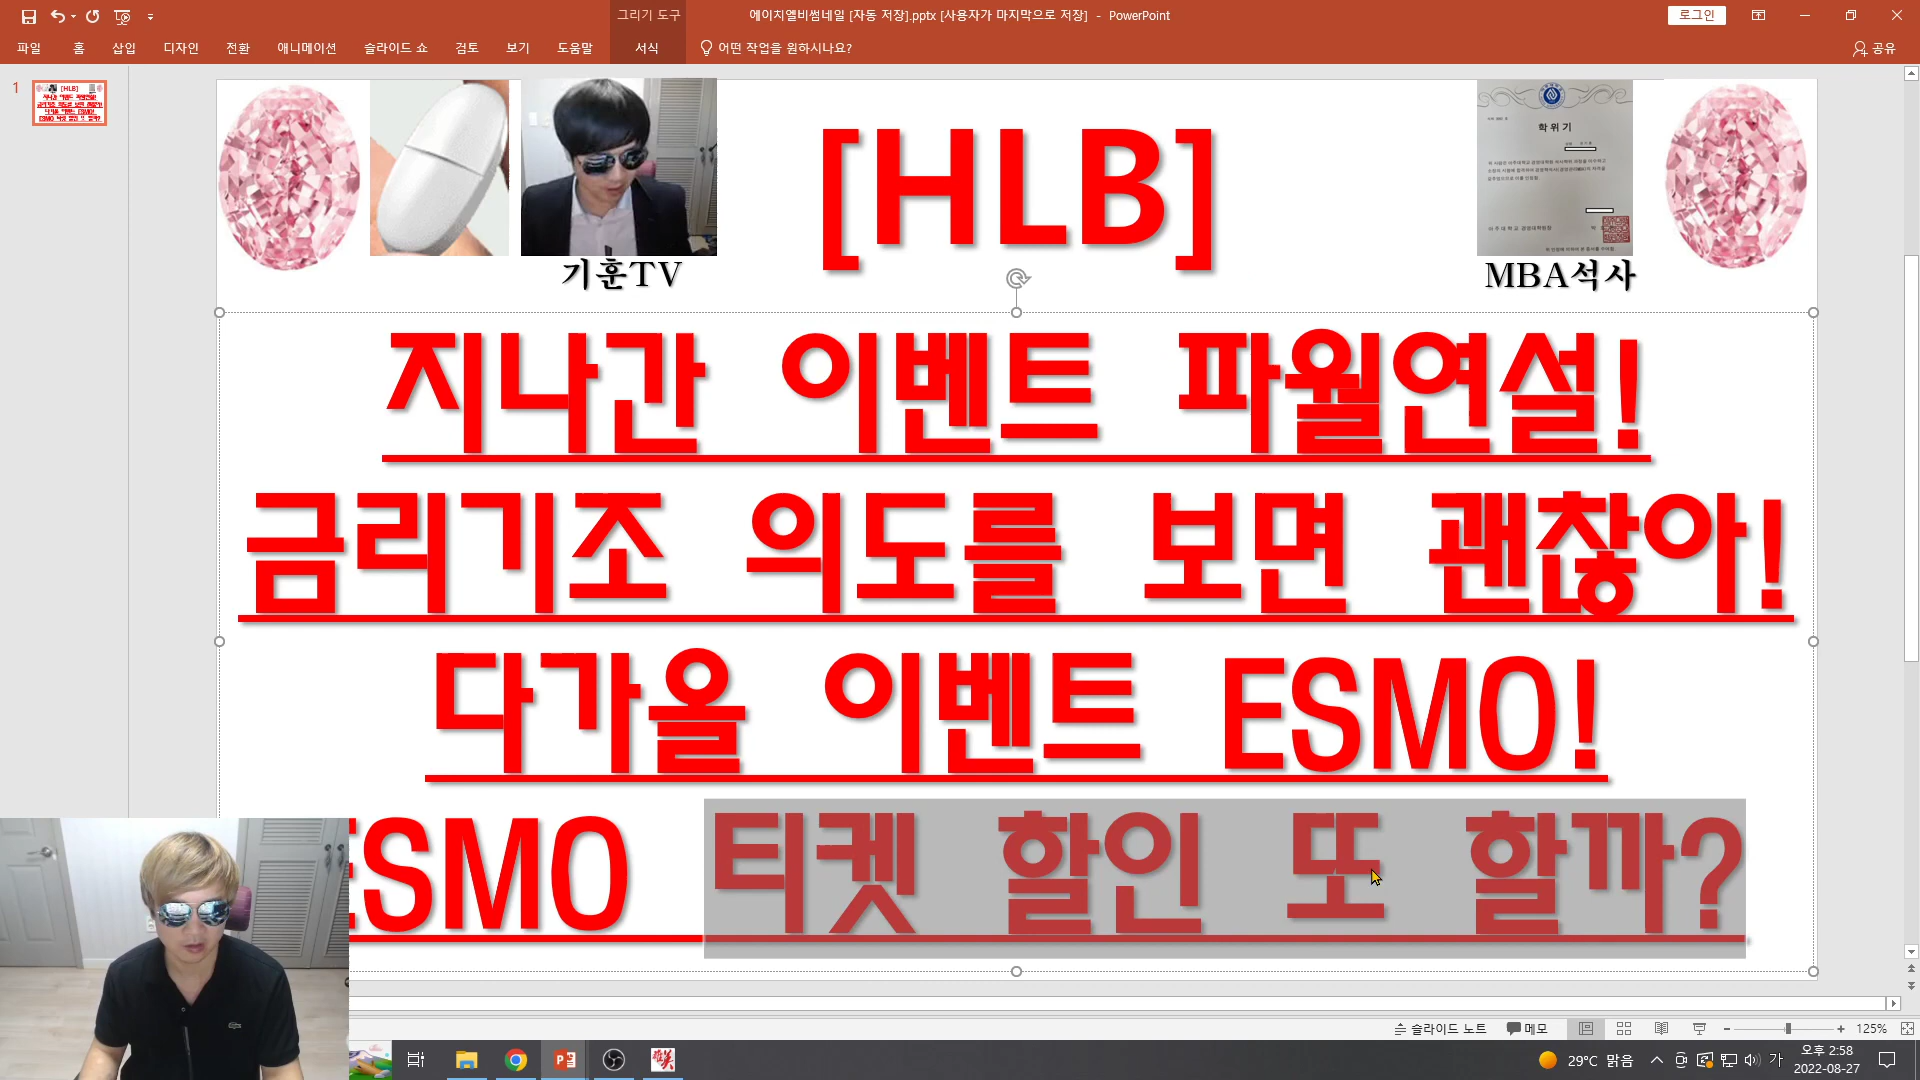 그리기 도구
에이치엘비썸네일 [자동 저장].pptx [사용자가 마지막으로 저장] - PowerPoint
로그인
파일 홈 삽입 디자인 전환 애니메이션 슬라이드 쇼 검토 보기 도움말 서식 어떤 작업을 원하시나요?
공유
1
[HLB]
학위기
기훈TV
MBA석사
지나간 이벤트 파월연설!
금리기조 의도를 보면 괜찮아!
다가올 이벤트 ESMO!
ESMO 티켓 할인 또 할까?
슬라이드 노트 메모 125%
29°C 맑음
가
오후 2:58
2022-08-27